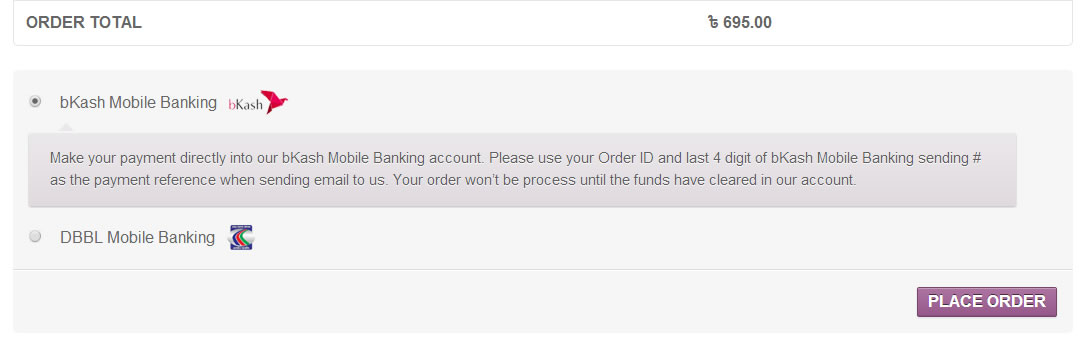 ORDER TOTAL ৳ 695.00
bKash Mobile Banking bKash
Make your payment directly into our bKash Mobile Banking account. Please use your Order ID and last 4 digit of bKash Mobile Banking sending #
as the payment reference when sending email to us. Your order won’t be process until the funds have cleared in our account.
DBBL Mobile Banking
PLACE ORDER